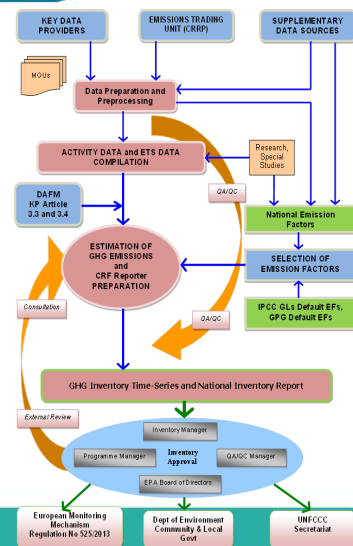 KEY DATA
PROVIDERS
EMISSIONS TRADING
UNIT (CRRP)
SUPPLEMENTARY
DATA SOURCES
MOUs
Data Preparation and
Preprocessing
ACTIVITY DATA and ETS DATA
COMPILATION
Research,
Special
Studies
QA/QC
DAFM
KP Article
3.3 and 3.4
National Emission
Factors
ESTIMATION OF
GHG EMISSIONS
and
CRF Reporter
PREPARATION
SELECTION OF
EMISSION FACTORS
Consultation
IPCC GLs Default EFs,
GPG Default EFs
QA/QC
GHG Inventory Time-Series and National Inventory Report
External Review
Inventory Manager
Programme Manager
Inventory
Approval
QA/QC Manager
EPA Board of Directors
European Monitoring
Mechanism
Regulation No 525/2013
Dept of Environment
Community & Local
Govt
UNFCCC
Secretariat